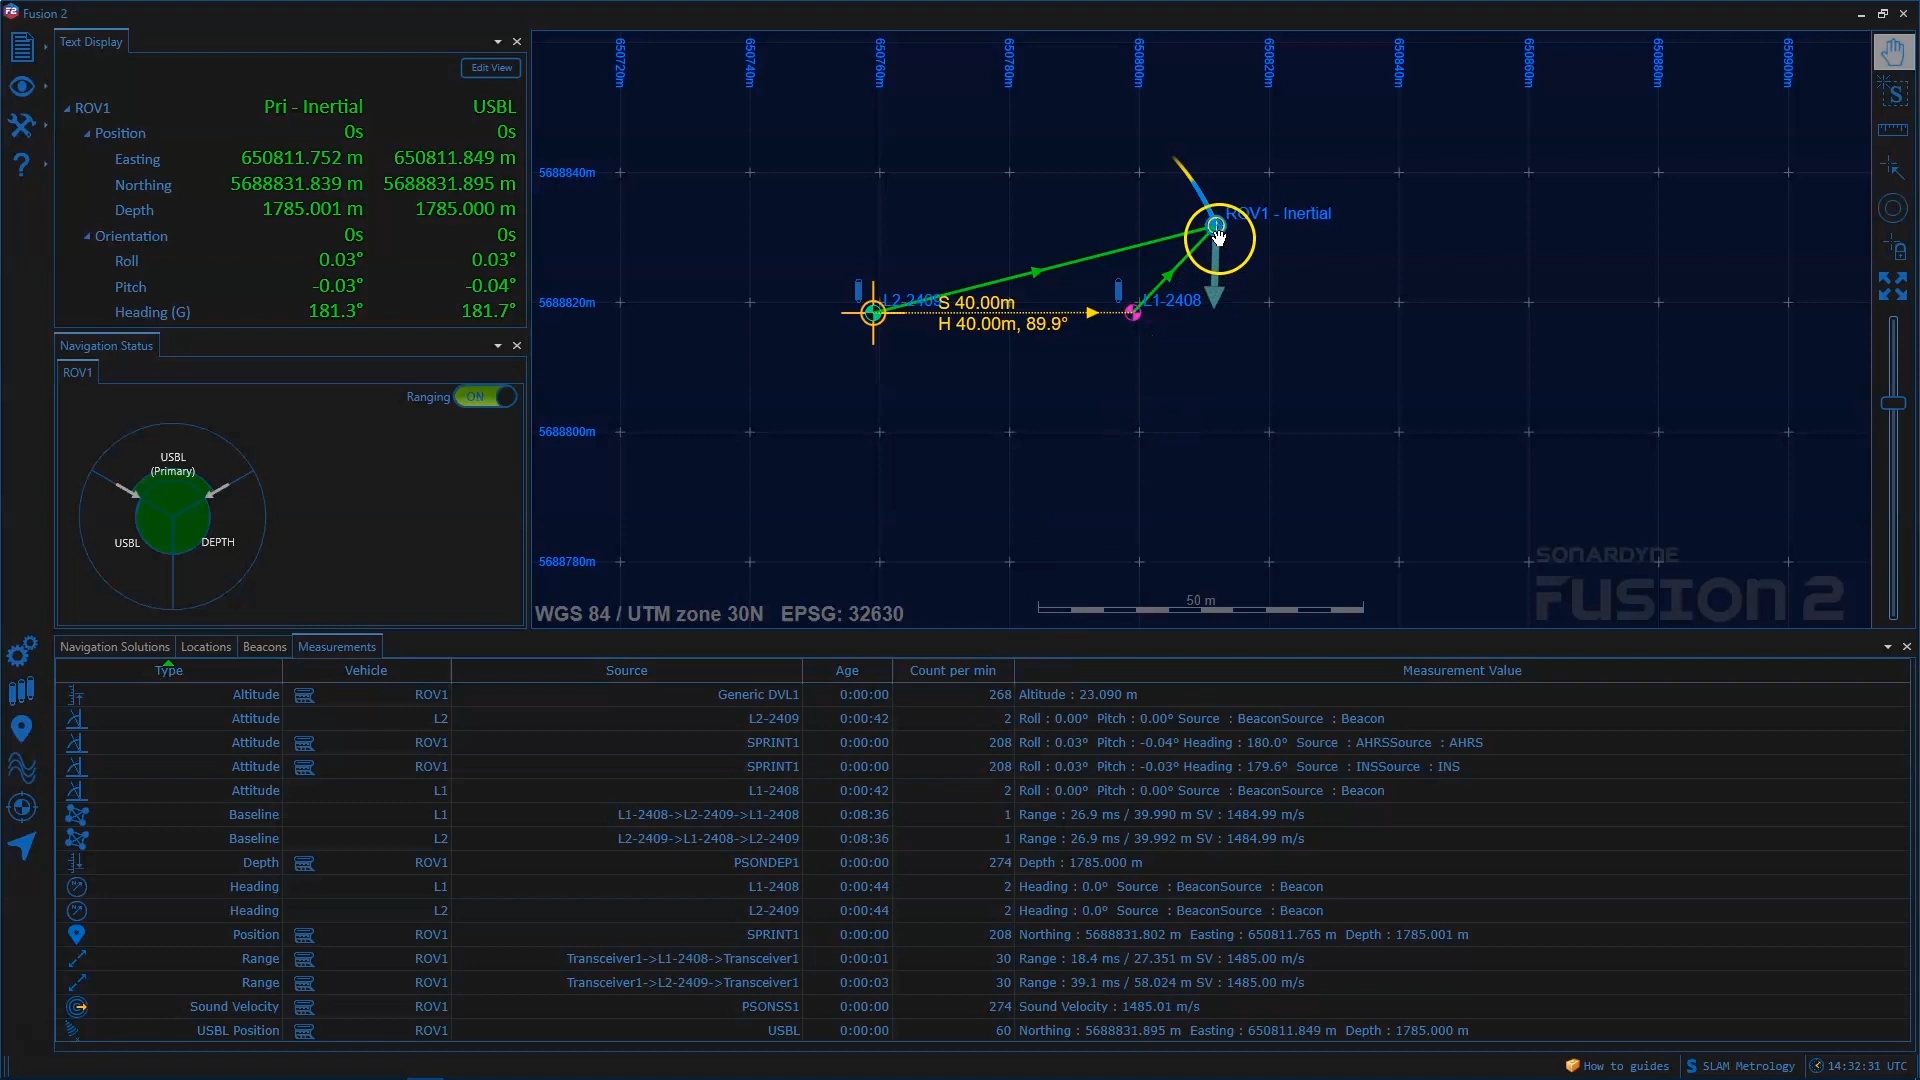 Fusion 2
Text Display
Edit View
ROV1 Pri - Inertial USBL
Position 0s 0s
Easting 650811.752 m 650811.849 m
Northing 5688831.839 m 5688831.895 m
Depth 1785.001 m 1785.000 m
Orientation 0s 0s
Roll 0.03° 0.03°
Pitch -0.03° -0.04°
Heading (G) 181.3° 181.7°
Navigation Status
ROV1
Ranging ON
USBL
(Primary)
USBL
DEPTH
650720m 650740m 650760m 650780m 650800m 650820m 650840m 650860m 650880m 650900m
5688840m
5688820m
5688800m
5688780m
ROV1 - Inertial
L2-2409
L1-2408
S 40.00m
H 40.00m, 89.9°
50 m
WGS 84 / UTM zone 30N EPSG: 32630
SONARDYNE
FUSION 2
Navigation Solutions Locations Beacons Measurements
Type Vehicle Source Age Count per min Measurement Value
Altitude ROV1 Generic DVL1 0:00:00 268 Altitude : 23.090 m
Attitude L2 L2-2409 0:00:42 2 Roll : 0.00° Pitch : 0.00° Source : BeaconSource : Beacon
Attitude ROV1 SPRINT1 0:00:00 208 Roll : 0.03° Pitch : -0.04° Heading : 180.0° Source : AHRSSource : AHRS
Attitude ROV1 SPRINT1 0:00:00 208 Roll : 0.03° Pitch : -0.03° Heading : 179.6° Source : INSSource : INS
Attitude L1 L1-2408 0:00:42 2 Roll : 0.00° Pitch : 0.00° Source : BeaconSource : Beacon
Baseline L1 L1-2408->L2-2409->L1-2408 0:08:36 1 Range : 26.9 ms / 39.990 m SV : 1484.99 m/s
Baseline L2 L2-2409->L1-2408->L2-2409 0:08:36 1 Range : 26.9 ms / 39.992 m SV : 1484.99 m/s
Depth ROV1 PSONDEP1 0:00:00 274 Depth : 1785.000 m
Heading L1 L1-2408 0:00:44 2 Heading : 0.0° Source : BeaconSource : Beacon
Heading L2 L2-2409 0:00:44 2 Heading : 0.0° Source : BeaconSource : Beacon
Position ROV1 SPRINT1 0:00:00 208 Northing : 5688831.802 m Easting : 650811.765 m Depth : 1785.001 m
Range ROV1 Transceiver1->L1-2408->Transceiver1 0:00:01 30 Range : 18.4 ms / 27.351 m SV : 1485.00 m/s
Range ROV1 Transceiver1->L2-2409->Transceiver1 0:00:03 30 Range : 39.1 ms / 58.024 m SV : 1485.00 m/s
Sound Velocity ROV1 PSONSS1 0:00:00 274 Sound Velocity : 1485.01 m/s
USBL Position ROV1 USBL 0:00:00 60 Northing : 5688831.895 m Easting : 650811.849 m Depth : 1785.000 m
How to guides S SLAM Metrology 14:32:31 UTC